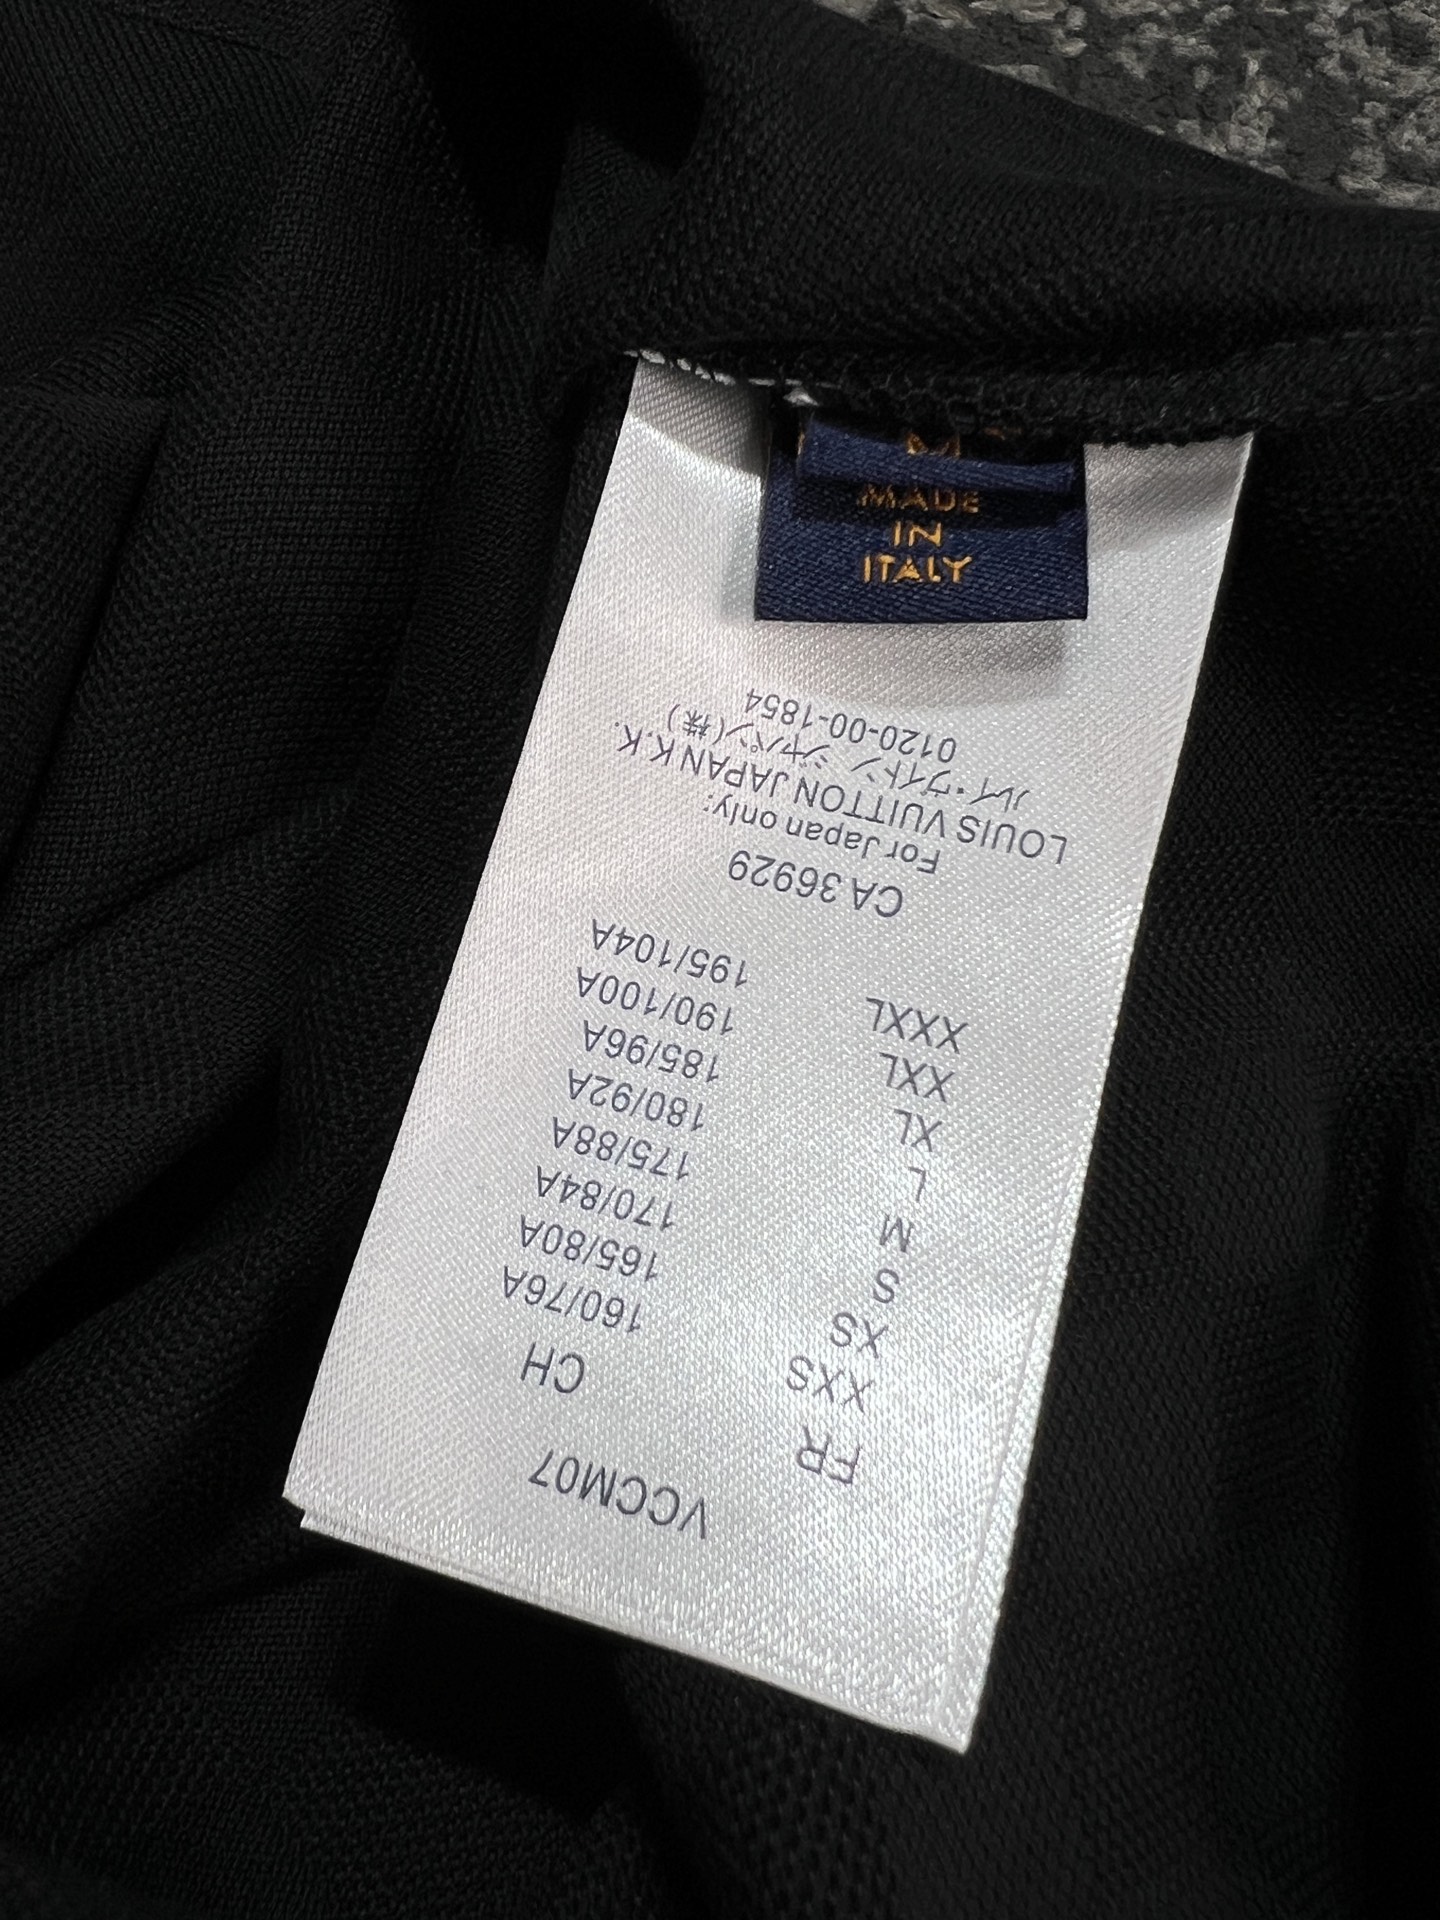 M
MADE
IN
ITALY
VCCM07
FR CH
XXS 160/76A
XS 165/80A
S 170/84A
M 175/88A
L 180/92A
XL 185/96A
XXL 190/100A
XXXL 195/104A
CA 36929
For Japan only:
LOUIS VUITTON JAPAN K.K.
ルイ・ヴイトン ジャパン(株)
0120-00-1854